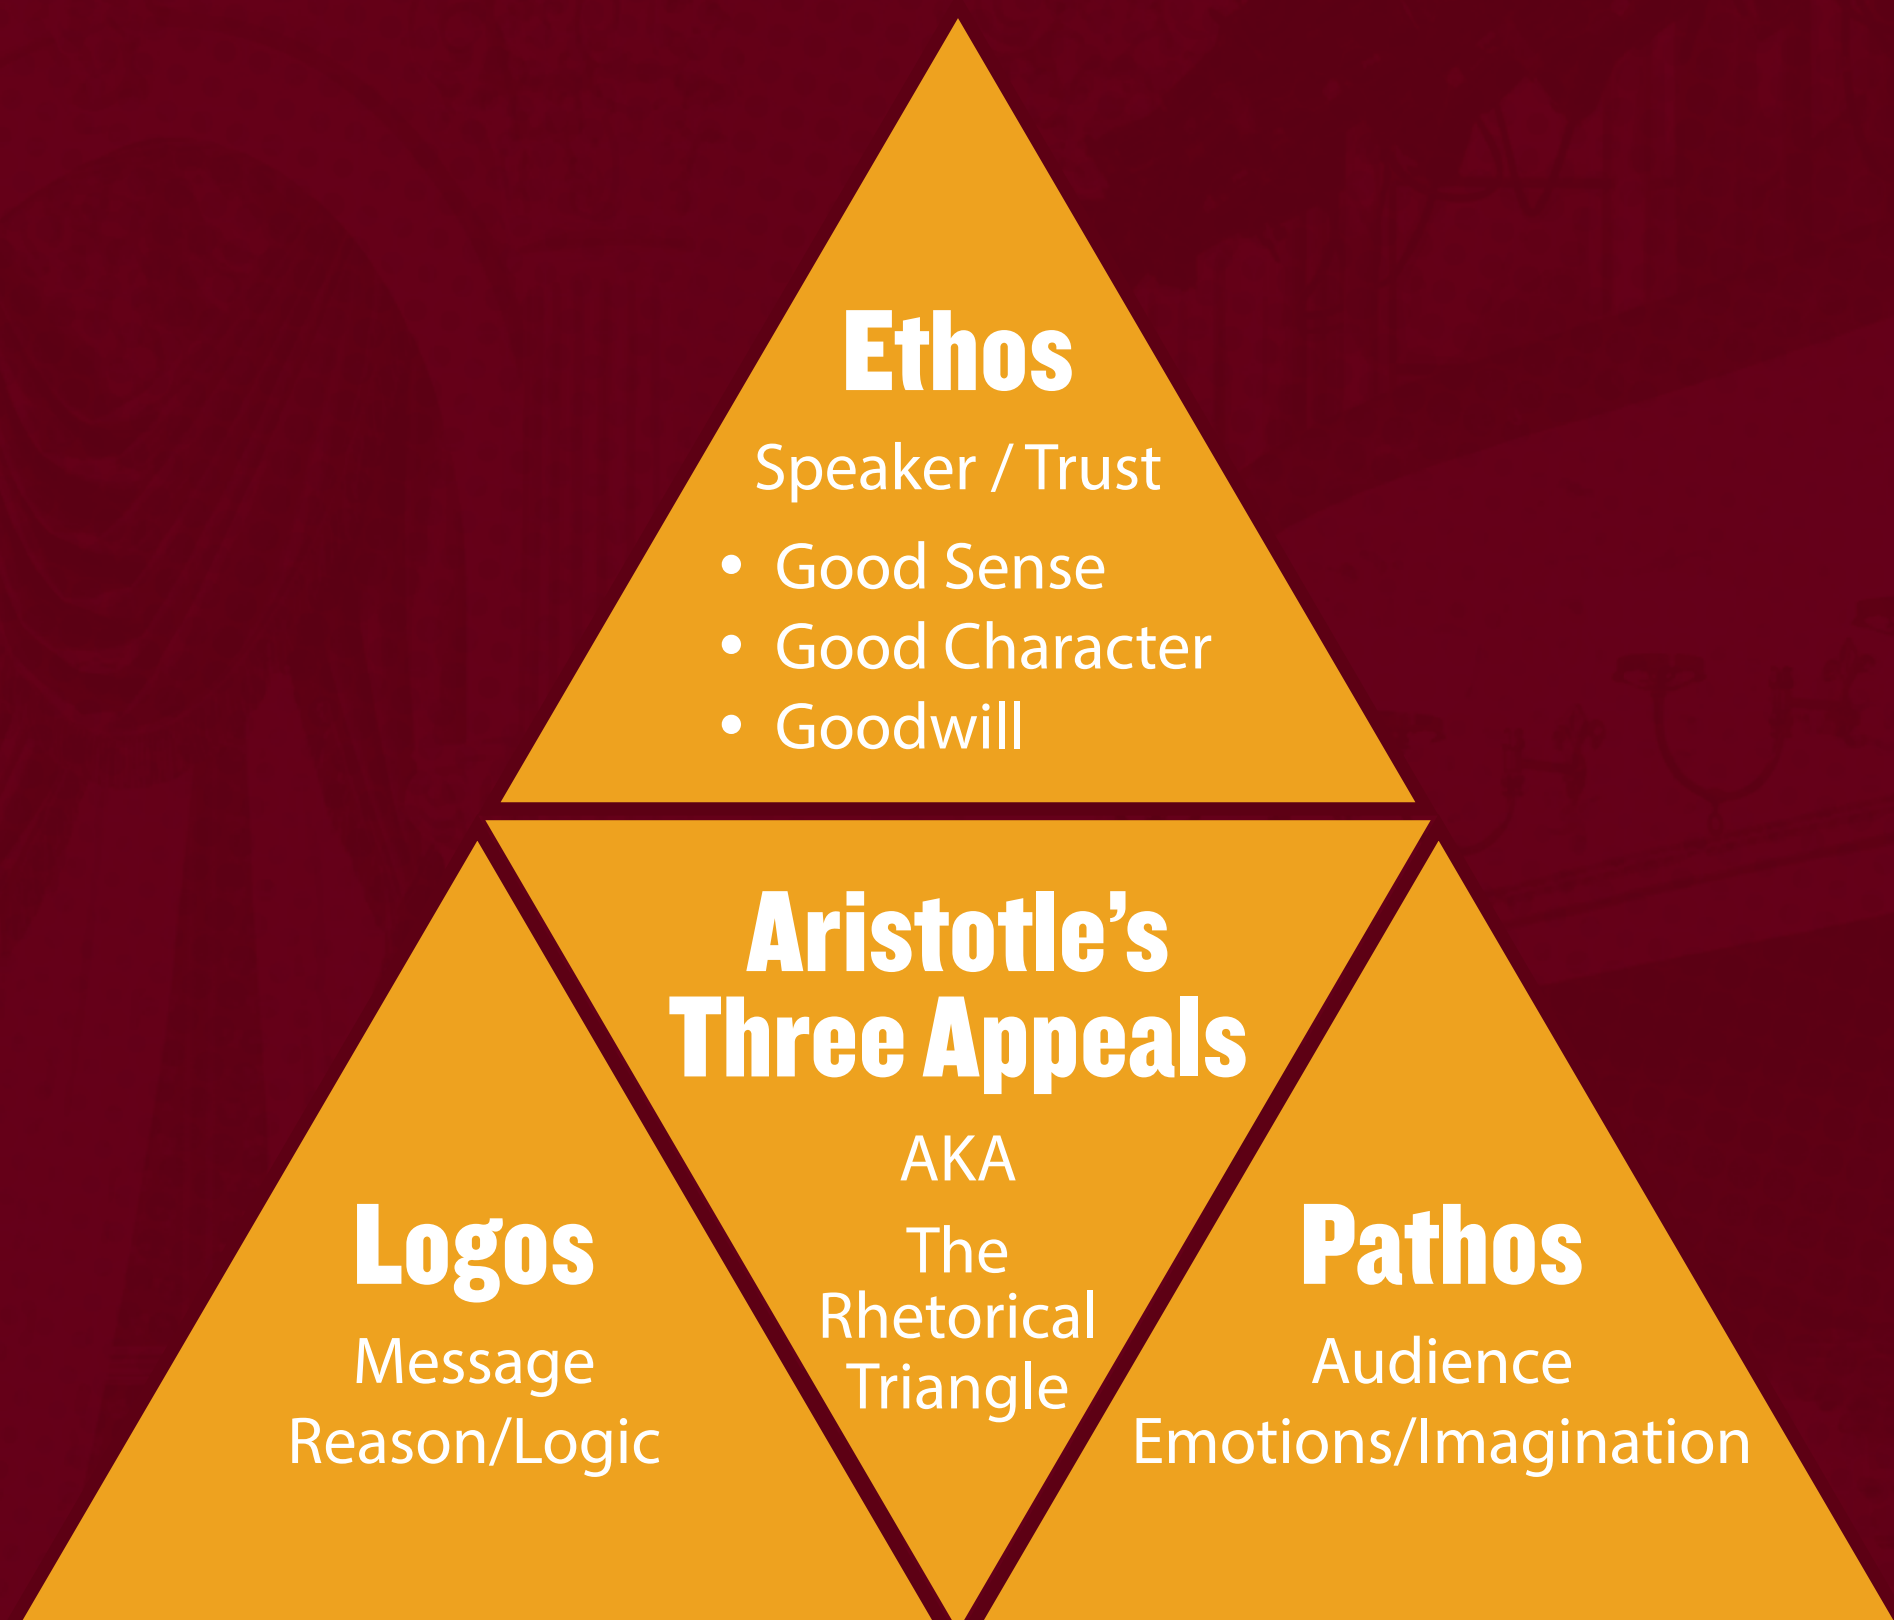 Ethos
Speaker / Trust
• Good Sense
• Good Character
• Goodwill
Aristotle’s
Three Appeals
AKA
The
Rhetorical
Triangle
Logos
Message
Reason/Logic
Pathos
Audience
Emotions/Imagination